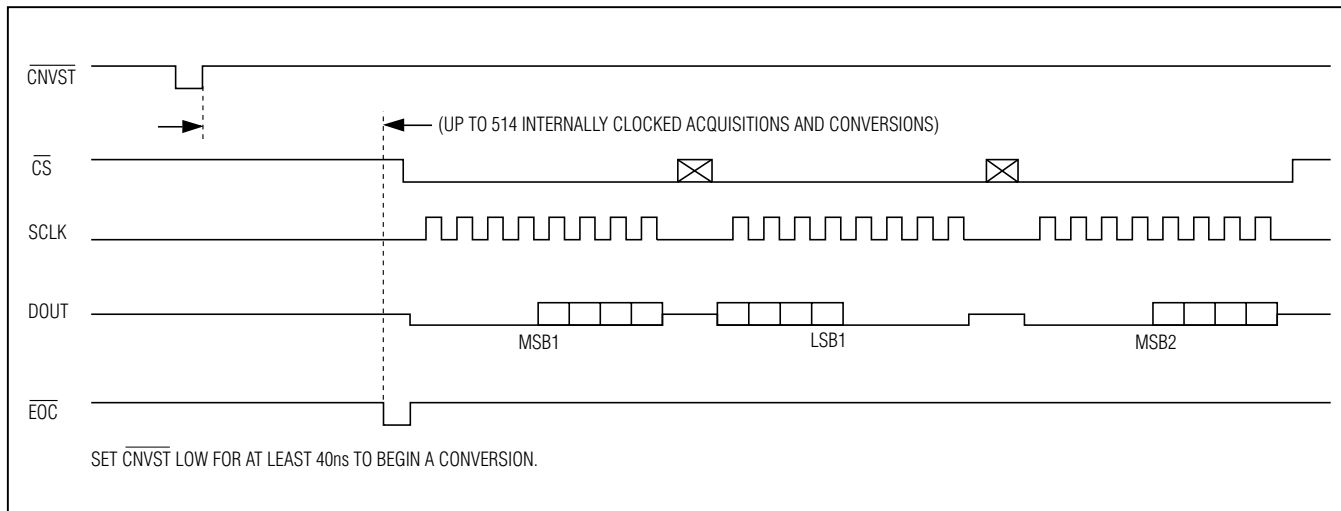 CNVST
(UP TO 514 INTERNALLY CLOCKED ACQUISITIONS AND CONVERSIONS)
CS
SCLK
DOUT
MSB1 LSB1 MSB2
EOC
SET CNVST LOW FOR AT LEAST 40ns TO BEGIN A CONVERSION.